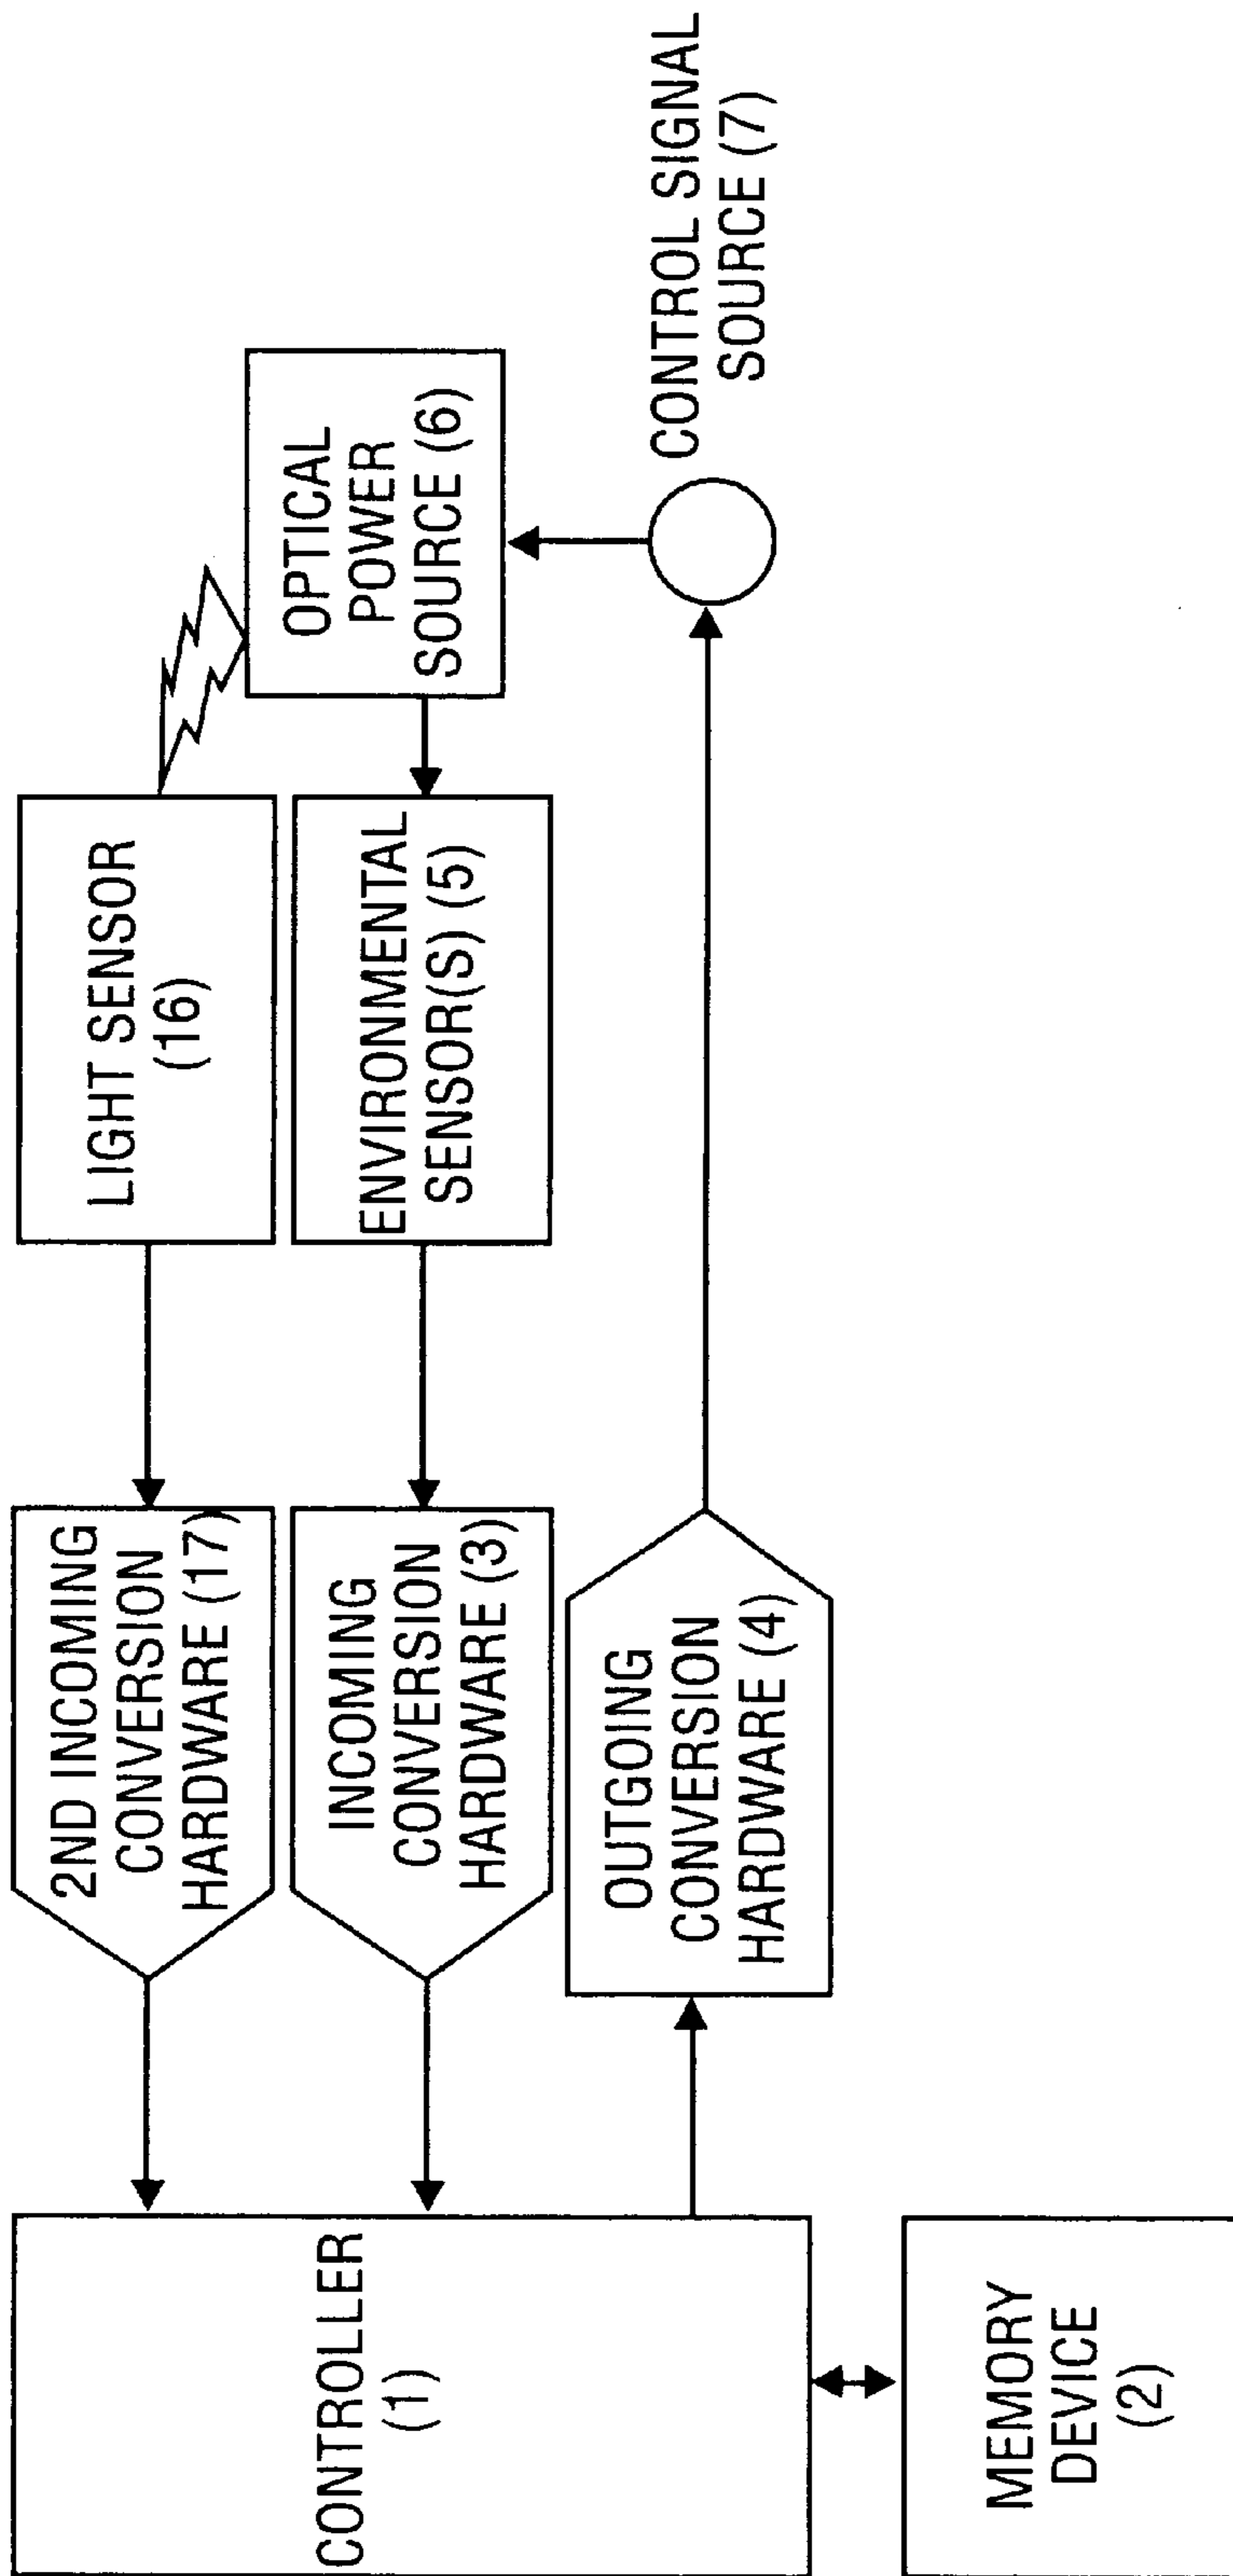 CONTROLLER
(1)
MEMORY
DEVICE
(2)
2ND INCOMING
CONVERSION
HARDWARE (17)
INCOMING
CONVERSION
HARDWARE (3)
OUTGOING
CONVERSION
HARDWARE (4)
LIGHT SENSOR
(16)
ENVIRONMENTAL
SENSOR(S) (5)
OPTICAL
POWER
SOURCE (6)
CONTROL SIGNAL
SOURCE (7)